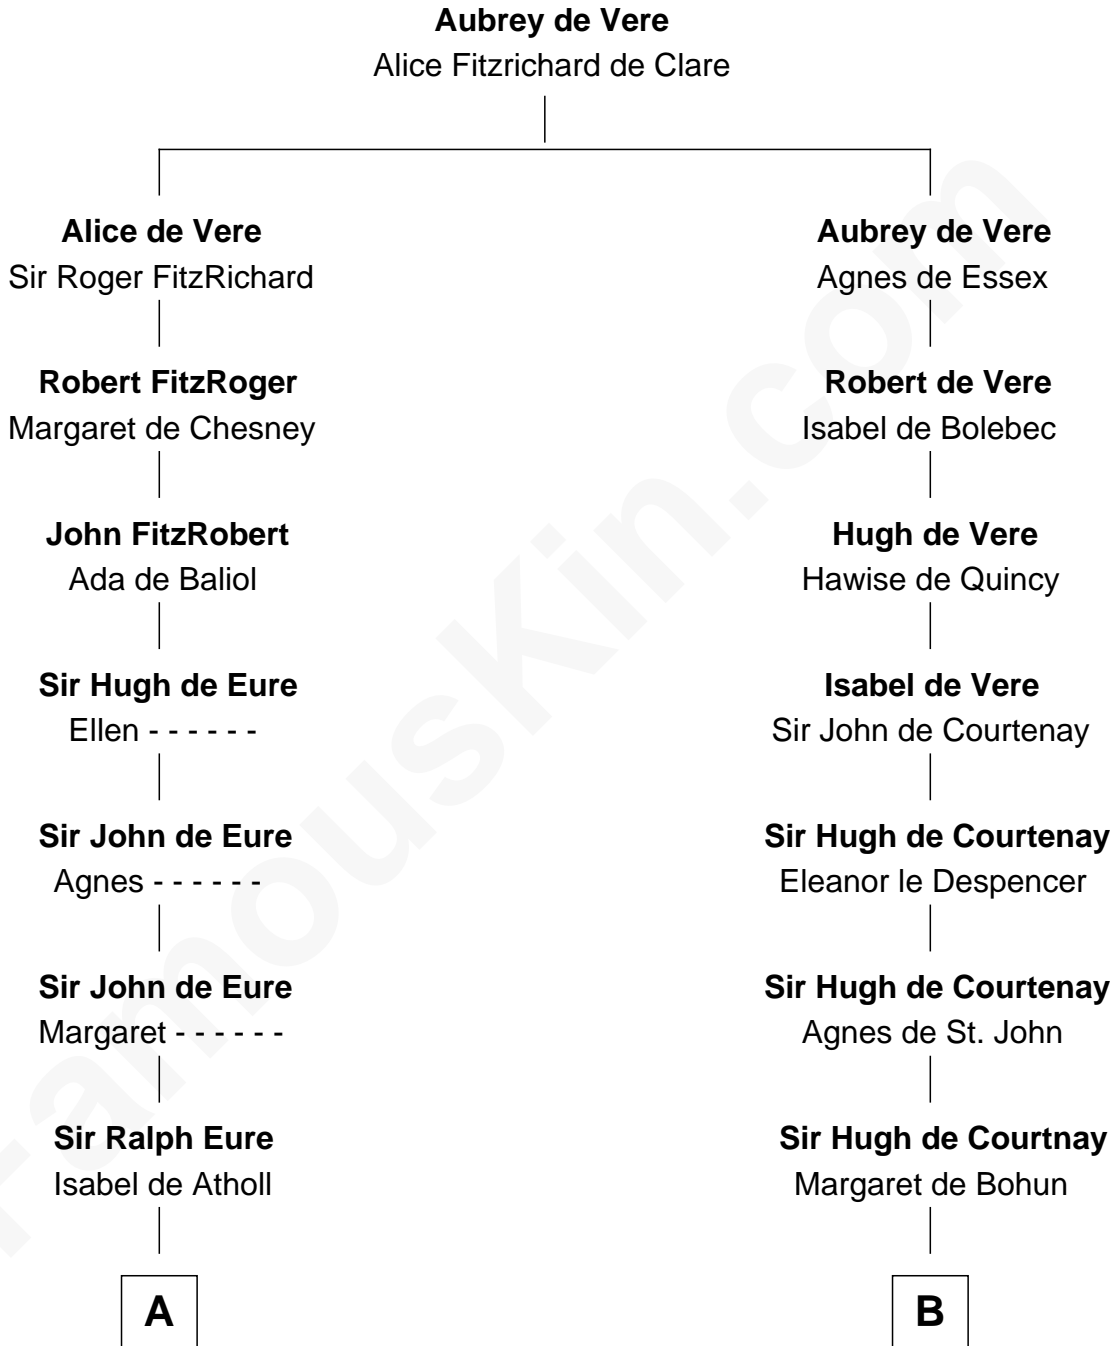 Aubrey de Vere
Alice Fitzrichard de Clare
Alice de Vere
Sir Roger FitzRichard
Robert FitzRoger
Margaret de Chesney
John FitzRobert
Ada de Baliol
Sir Hugh de Eure
Ellen - - - - - -
Sir John de Eure
Agnes - - - - - -
Sir John de Eure
Margaret - - - - - -
Sir Ralph Eure
Isabel de Atholl
A
Aubrey de Vere
Agnes de Essex
Robert de Vere
Isabel de Bolebec
Hugh de Vere
Hawise de Quincy
Isabel de Vere
Sir John de Courtenay
Sir Hugh de Courtenay
Eleanor le Despencer
Sir Hugh de Courtenay
Agnes de St. John
Sir Hugh de Courtnay
Margaret de Bohun
B
FamousKin.com